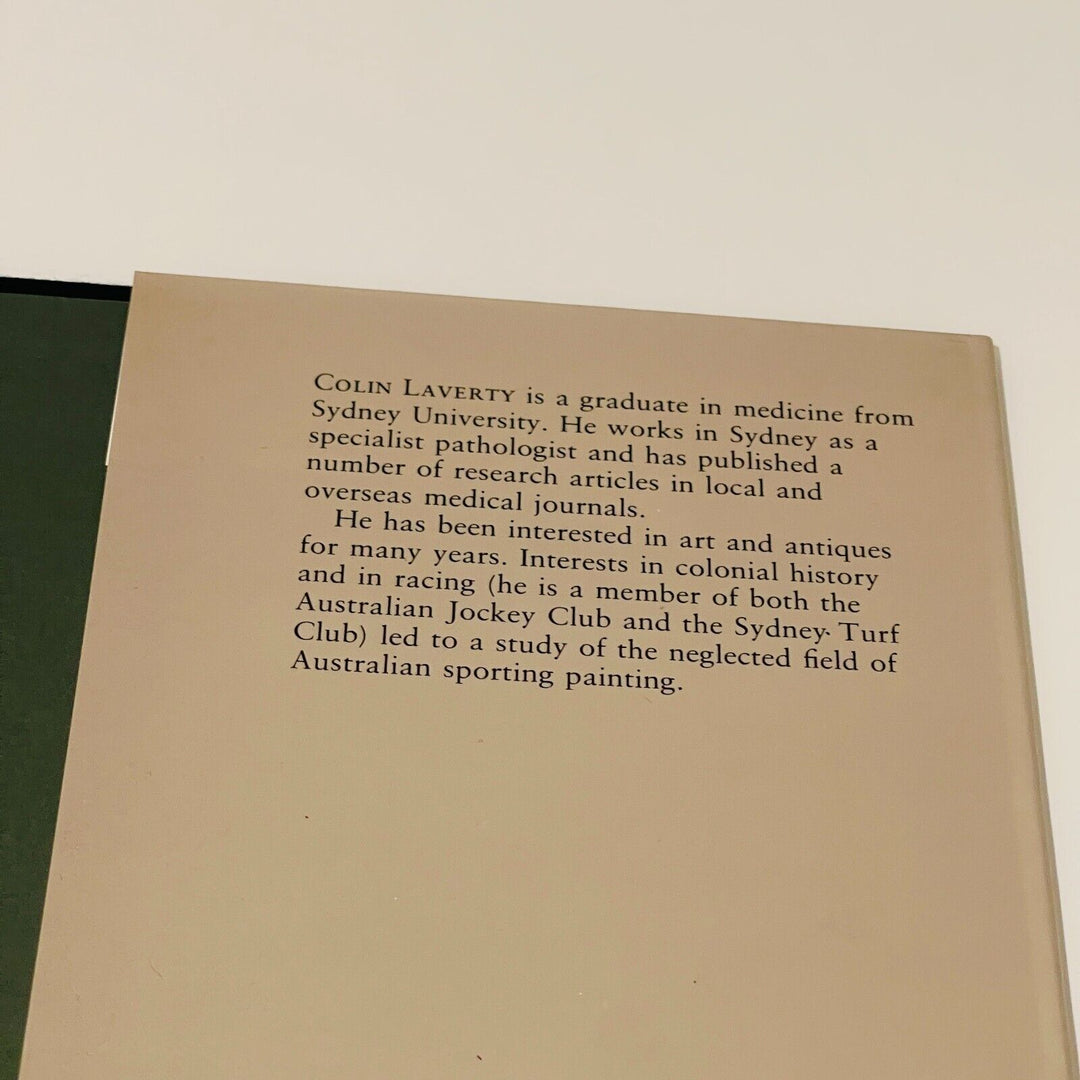 COLIN LAVERTY is a graduate in medicine from
Sydney University. He works in Sydney as a
specialist pathologist and has published a
number of research articles in local and
overseas medical journals.
He has been interested in art and antiques
for many years. Interests in colonial history
and in racing (he is a member of both the
Australian Jockey Club and the Sydney Turf
Club) led to a study of the neglected field of
Australian sporting painting.